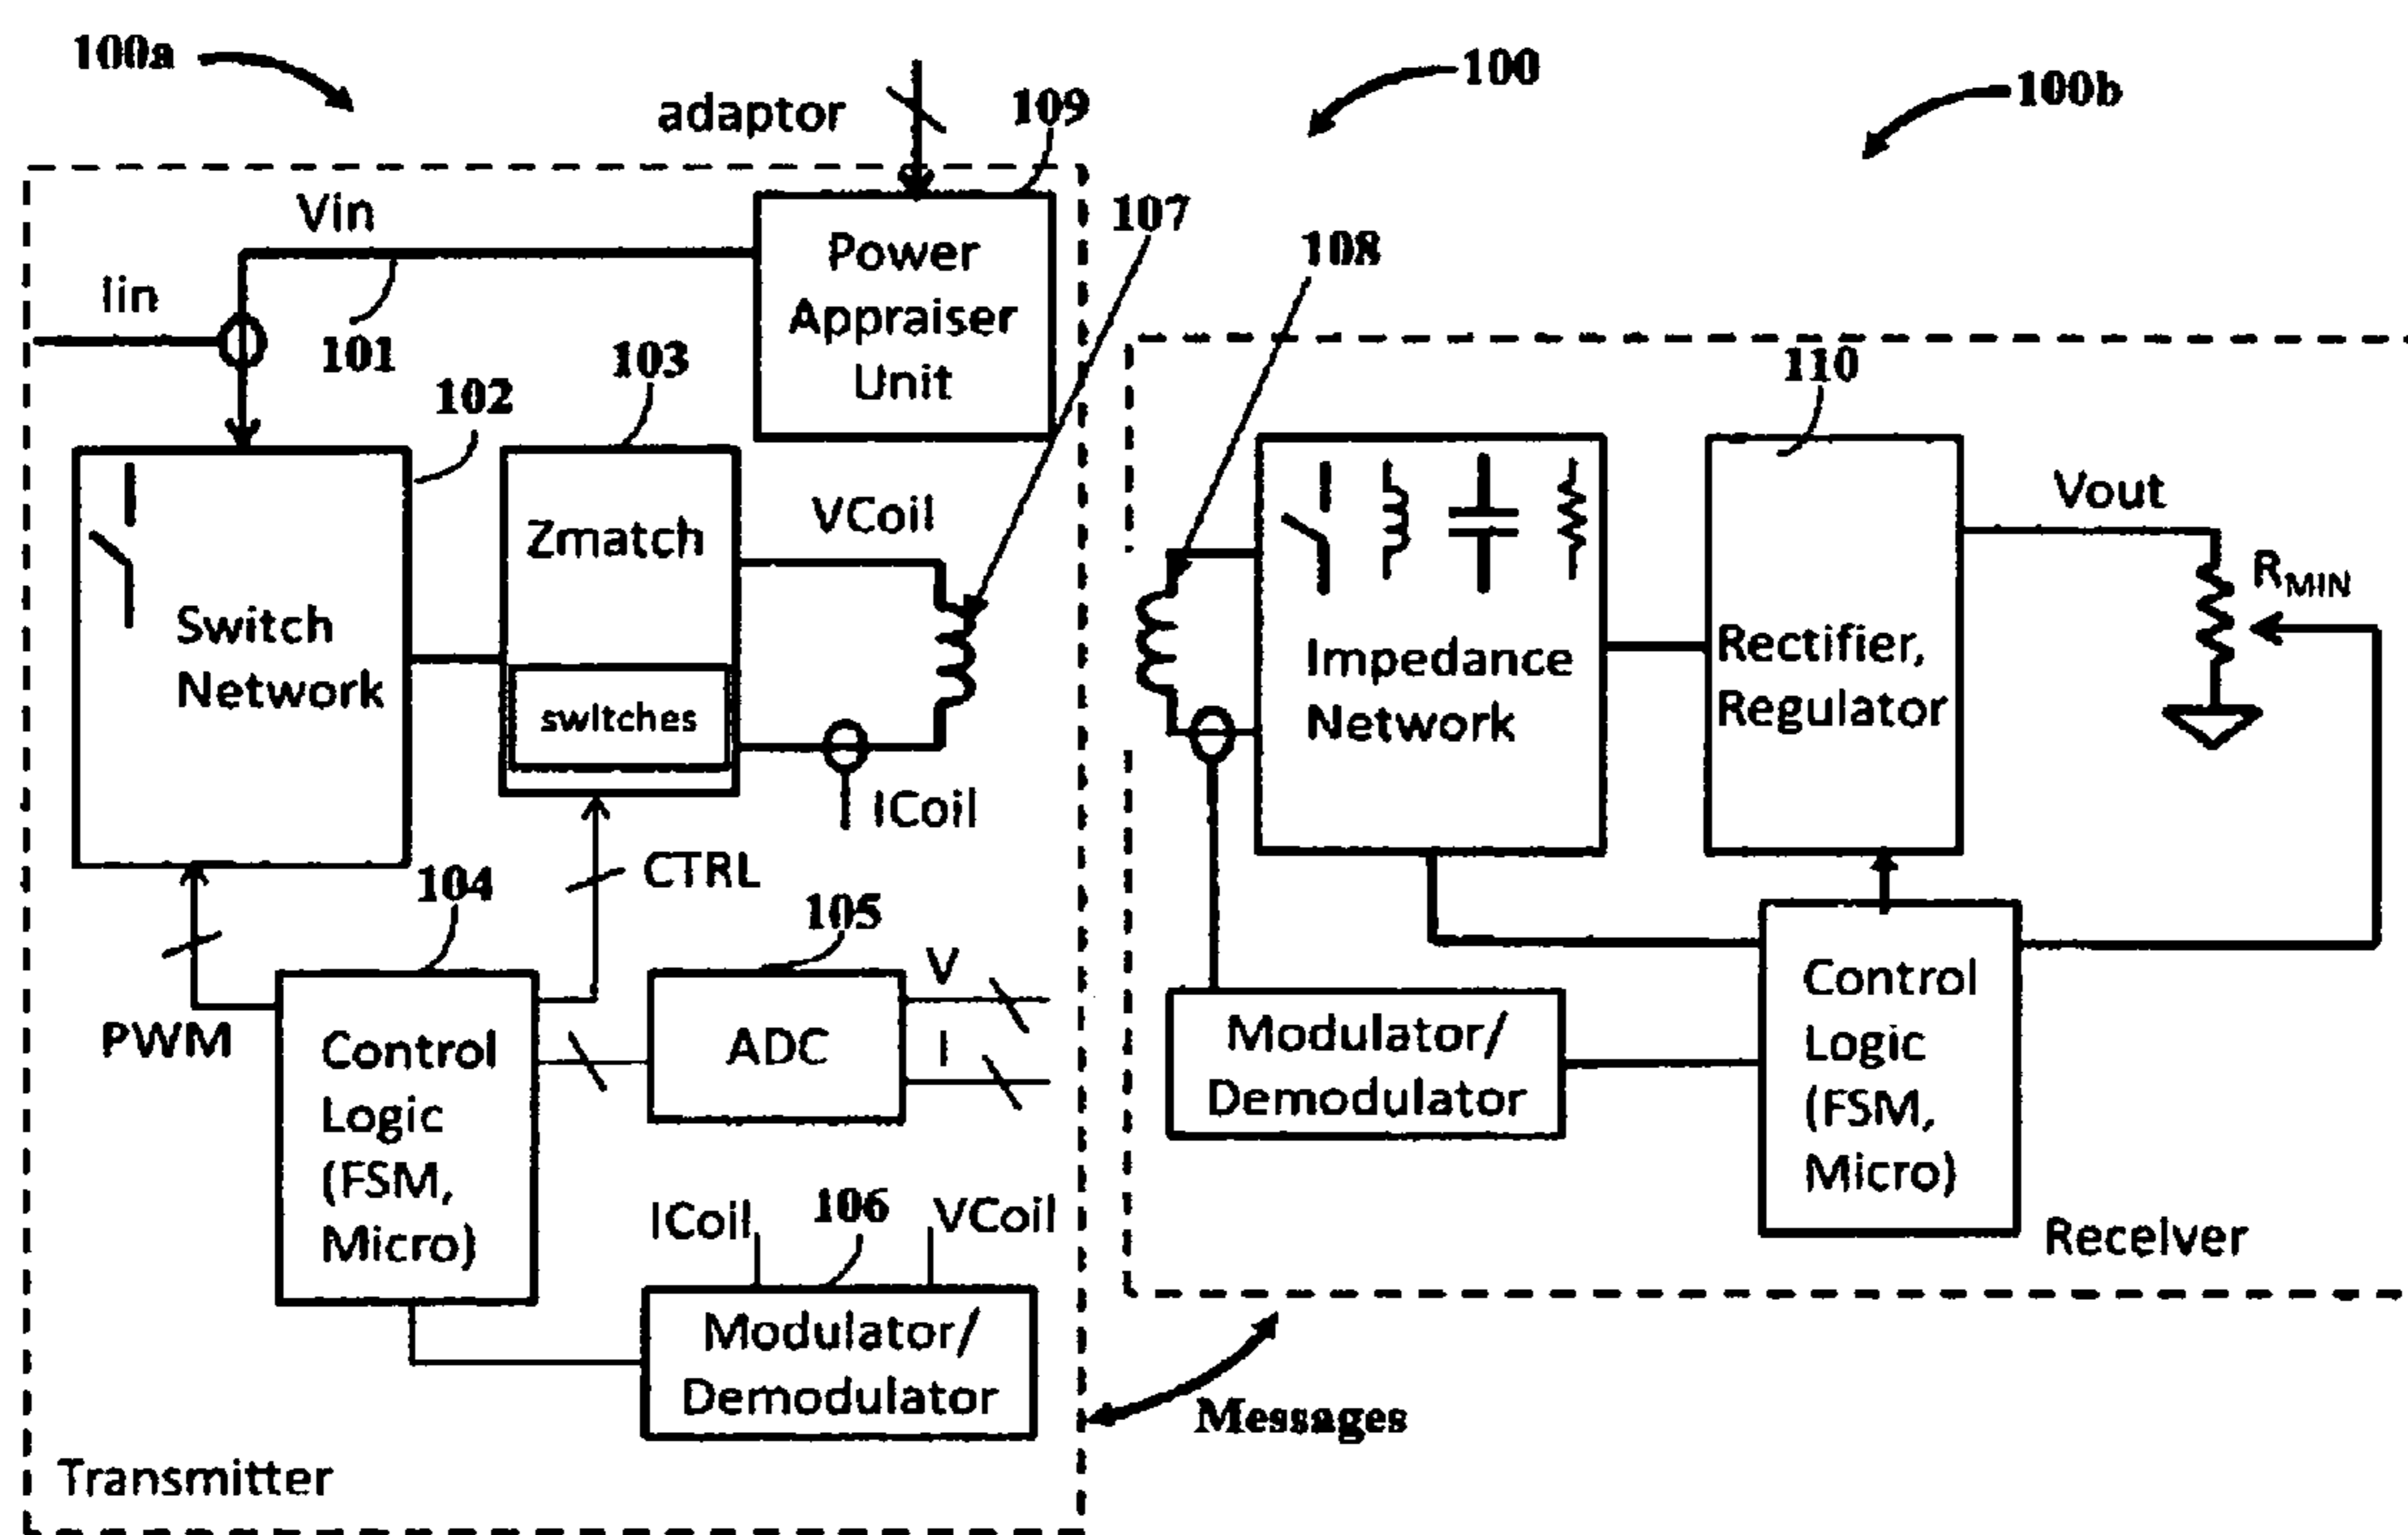 100a
100
100b
adaptor
109
107
108
Vin
Iin
101
Power
Appraiser
Unit
102
103
110
Zmatch
VCoil
Switch
Network
switches
ICoil
Impedance
Network
Rectifier,
Regulator
Vout
RMIN
CTRL
104
105
PWM
Control
Logic
(FSM,
Micro)
ADC
V
I
Modulator/
Demodulator
Control
Logic
(FSM,
Micro)
Receiver
ICoil
106
VCoil
Modulator/
Demodulator
Messages
Transmitter